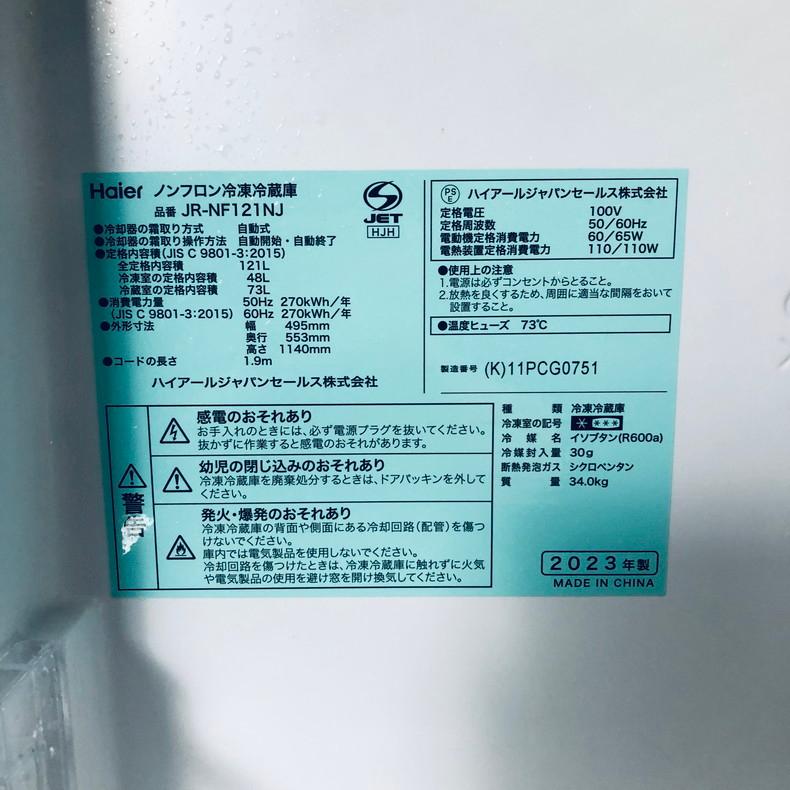 Haier ノンフロン冷凍冷蔵庫
品番 JR-NF121NJ
●冷却器の霜取り方式 自動式
●冷却器の霜取り操作方法 自動開始・自動終了
●定格内容積(JIS C 9801-3:2015)
全定格内容積 121L
冷凍室の定格内容積 48L
冷蔵室の定格内容積 73L
●消費電力量 50Hz 270kWh/年
(JIS C 9801-3:2015) 60Hz 270kWh/年
●外形寸法 幅 495mm
奥行 553mm
高さ 1140mm
●コードの長さ 1.9m
ハイアールジャパンセールス株式会社
S
JET
HJH
PSE ハイアールジャパンセールス株式会社
定格電圧 100V
定格周波数 50/60Hz
電動機定格消費電力 60/65W
電熱装置定格消費電力 110/110W
●使用上の注意
1.電源は必ずコンセントからとること。
2.放熱を良くするため、周囲に適当な間隔をおいて
設置すること。
●温度ヒューズ 73℃
製造番号 (K)11PCG0751
警告
感電のおそれあり
お手入れのときには、必ず電源プラグを抜いてください。
抜かずに作業すると感電のおそれがあります。
幼児の閉じ込みのおそれあり
冷凍冷蔵庫を廃棄処分するときは、ドアパッキンを外して
ください。
発火・爆発のおそれあり
冷凍冷蔵庫の背面や側面にある冷却回路(配管)を傷つ
けないでください。
庫内では電気製品を使用しないでください。
冷却回路を傷つけたときは、冷凍冷蔵庫に触れずに火気
や電気製品の使用を避け窓を開け換気してください。
種類 冷凍冷蔵庫
冷凍室の記号 * ***
冷媒名 イソブタン(R600a)
冷媒封入量 30g
断熱発泡ガス シクロペンタン
質量 34.0kg
2023年製
MADE IN CHINA